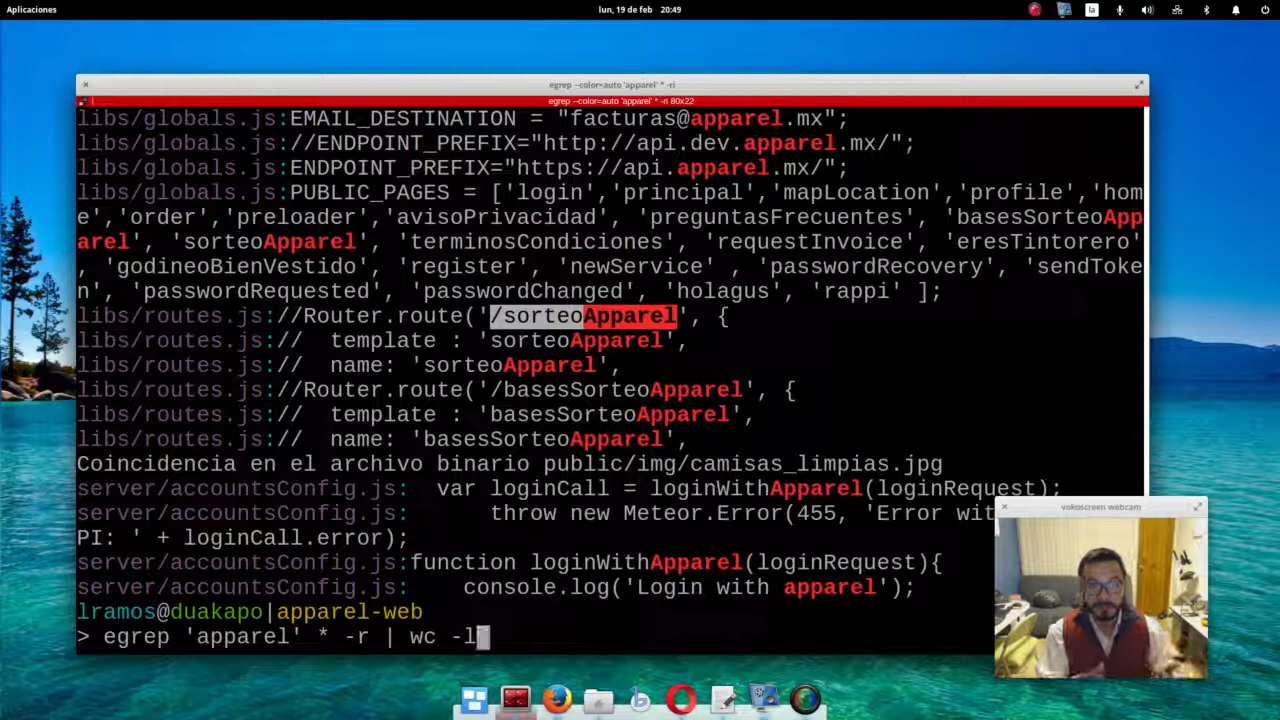 Aplicaciones
lun, 19 de feb 20:49
la
egrep --color=auto 'apparel' * -ri
egrep --color=auto 'apparel' * -ri 80x22
libs/globals.js:EMAIL_DESTINATION = "facturas@apparel.mx";
libs/globals.js://ENDPOINT_PREFIX="http://api.dev.apparel.mx/";
libs/globals.js:ENDPOINT_PREFIX="https://api.apparel.mx/";
libs/globals.js:PUBLIC_PAGES = ['login','principal','mapLocation','profile','hom
e','order','preloader','avisoPrivacidad', 'preguntasFrecuentes', 'basesSorteoApp
arel', 'sorteoApparel', 'terminosCondiciones', 'requestInvoice', 'eresTintorero'
, 'godineoBienVestido', 'register', 'newService' , 'passwordRecovery', 'sendToke
n', 'passwordRequested', 'passwordChanged', 'holagus', 'rappi' ];
libs/routes.js://Router.route('/sorteoApparel', {
libs/routes.js://  template : 'sorteoApparel',
libs/routes.js://  name: 'sorteoApparel',
libs/routes.js://Router.route('/basesSorteoApparel', {
libs/routes.js://  template : 'basesSorteoApparel',
libs/routes.js://  name: 'basesSorteoApparel',
Coincidencia en el archivo binario public/img/camisas_limpias.jpg
server/accountsConfig.js:  var loginCall = loginWithApparel(loginRequest);
server/accountsConfig.js:      throw new Meteor.Error(455, 'Error wit
PI: ' + loginCall.error);
server/accountsConfig.js:function loginWithApparel(loginRequest){
server/accountsConfig.js:    console.log('Login with apparel');
lramos@duakapo|apparel-web
> egrep 'apparel' * -r | wc -l
vokoscreen webcam